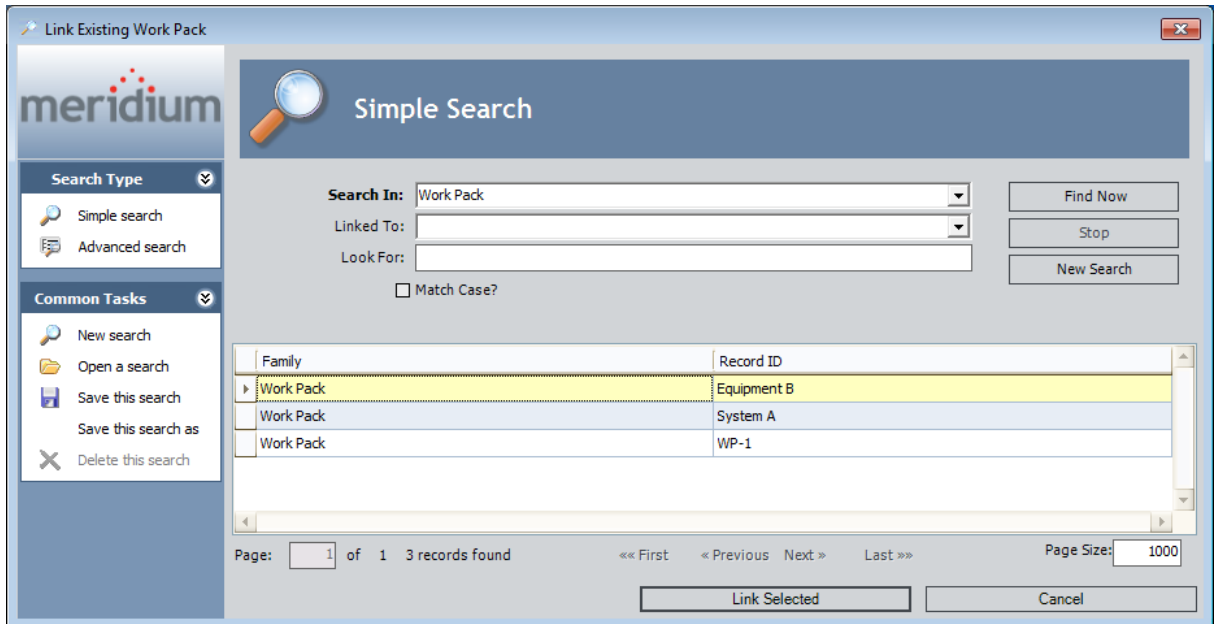 Link Existing Work Pack
meridium
Simple Search
Search Type
Simple search
Advanced search
Common Tasks
New search
Open a search
Save this search
Save this search as
Delete this search
Search In: Work Pack
Linked To:
Look For:
Match Case?
Find Now
Stop
New Search
Family Record ID
Work Pack Equipment B
Work Pack System A
Work Pack WP-1
Page: 1 of 1 3 records found «« First « Previous Next » Last »» Page Size: 1000
Link Selected Cancel